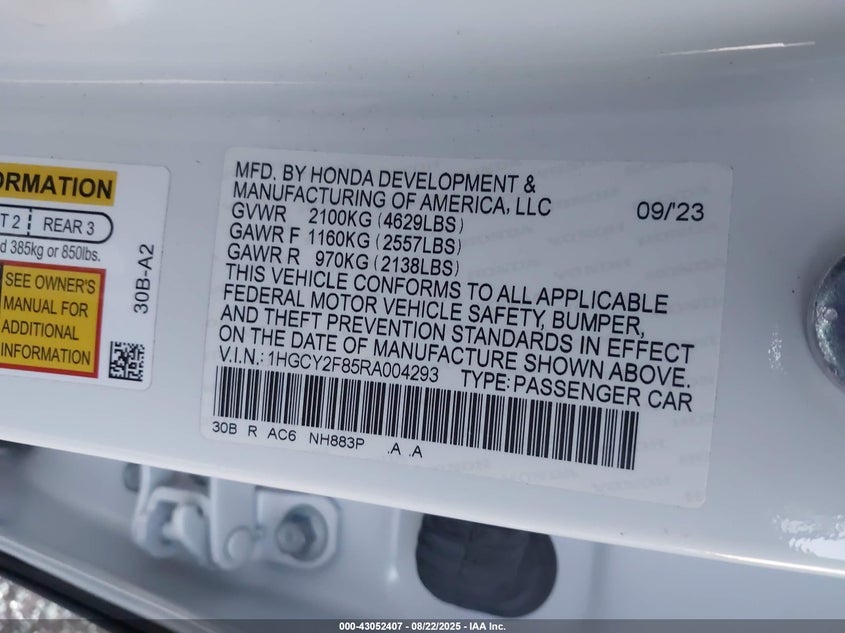 ORMATION
T 2 REAR 3
d 385kg or 850lbs.
SEE OWNER'S
MANUAL FOR
ADDITIONAL
INFORMATION
30B-A2
MFD. BY HONDA DEVELOPMENT &
MANUFACTURING OF AMERICA, LLC
GVWR 2100KG (4629LBS) 09/'23
GAWR F 1160KG (2557LBS)
GAWR R 970KG (2138LBS)
THIS VEHICLE CONFORMS TO ALL APPLICABLE
FEDERAL MOTOR VEHICLE SAFETY, BUMPER,
AND THEFT PREVENTION STANDARDS IN EFFECT
ON THE DATE OF MANUFACTURE SHOWN ABOVE.
V.I.N.: 1HGCY2F85RA004293 TYPE: PASSENGER CAR
30B R AC6 NH883P .A .A
000-43052407 - 08/22/2025 - IAA Inc.